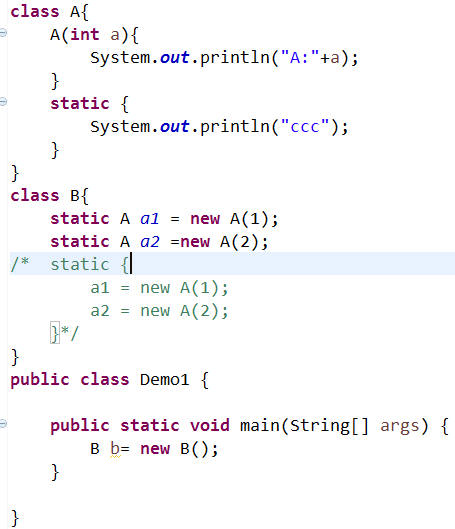 class A{
    A(int a){
        System.out.println("A:"+a);
    }
    static {
        System.out.println("ccc");
    }
}
class B{
    static A a1 = new A(1);
    static A a2 =new A(2);
/*  static {
        a1 = new A(1);
        a2 = new A(2);
    }*/
}
public class Demo1 {
    public static void main(String[] args) {
        B b= new B();
    }
}